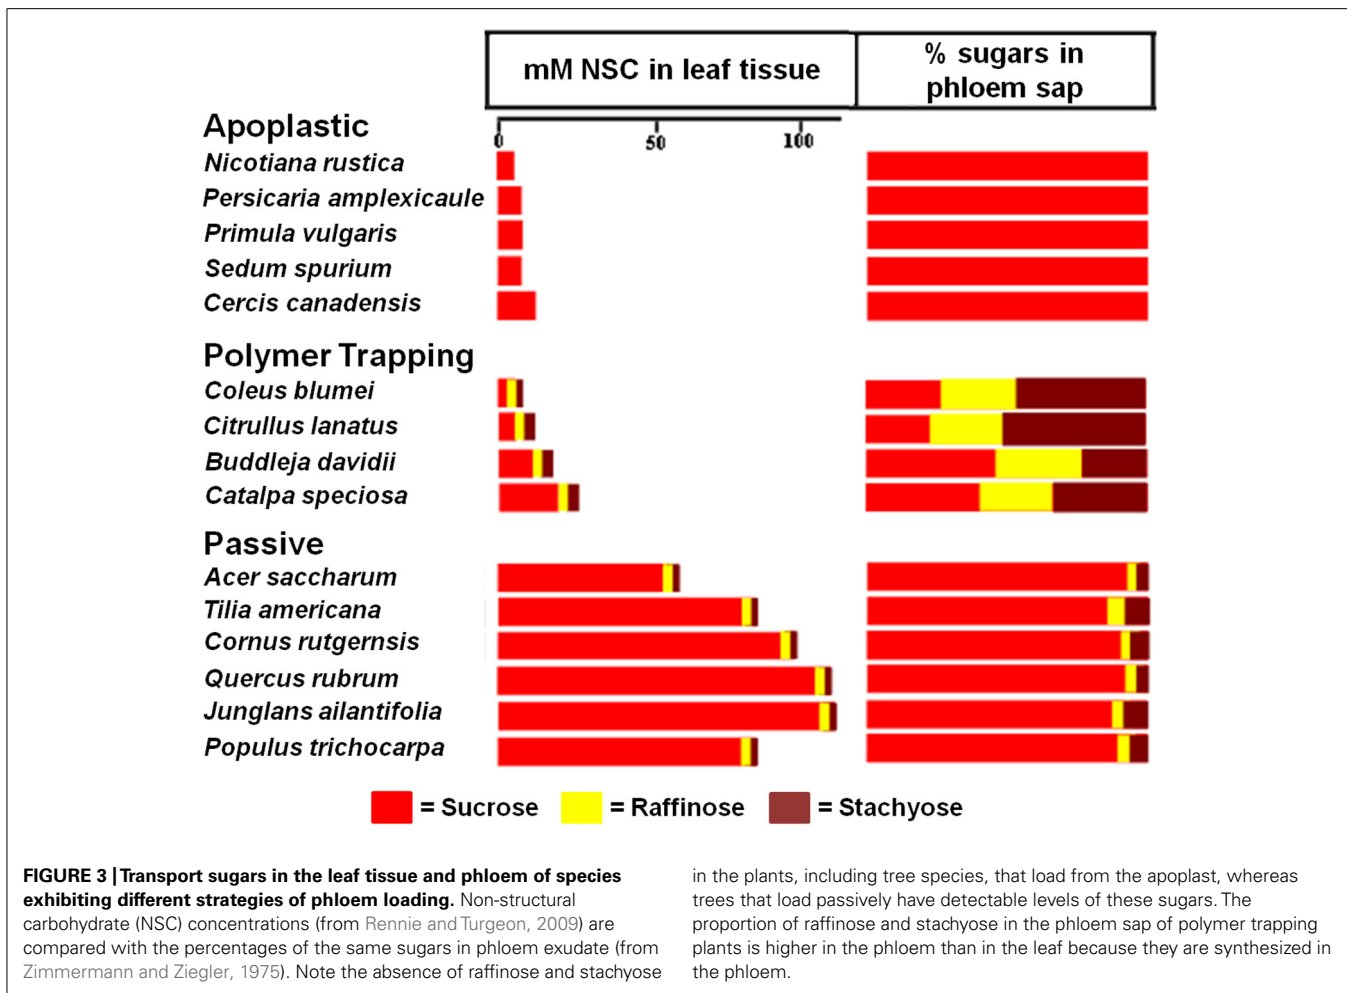 mM NSC in leaf tissue
% sugars in
phloem sap
0 50 100
Apoplastic
Nicotiana rustica
Persicaria amplexicaule
Primula vulgaris
Sedum spurium
Cercis canadensis
Polymer Trapping
Coleus blumei
Citrullus lanatus
Buddleja davidii
Catalpa speciosa
Passive
Acer saccharum
Tilia americana
Cornus rutgernsis
Quercus rubrum
Junglans ailantifolia
Populus trichocarpa
= Sucrose = Raffinose = Stachyose
FIGURE 3 | Transport sugars in the leaf tissue and phloem of species
exhibiting different strategies of phloem loading. Non-structural
carbohydrate (NSC) concentrations (from Rennie and Turgeon, 2009) are
compared with the percentages of the same sugars in phloem exudate (from
Zimmermann and Ziegler, 1975). Note the absence of raffinose and stachyose
in the plants, including tree species, that load from the apoplast, whereas
trees that load passively have detectable levels of these sugars. The
proportion of raffinose and stachyose in the phloem sap of polymer trapping
plants is higher in the phloem than in the leaf because they are synthesized in
the phloem.